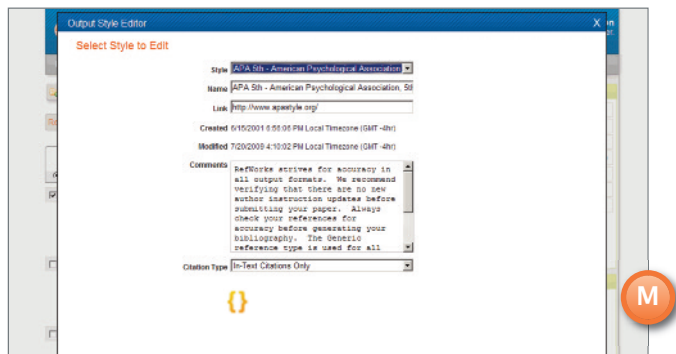 Output Style Editor X
Select Style to Edit
Style APA 5th - American Psychological Association
Name APA 5th - American Psychological Association, 5th
Link http://www.apastyle.org/
Created 6:56:06 PM Local Timezone (GMT -4hr)
Modified 7/20/2009 4:10:02 PM Local Timezone (GMT -4hr)
Comments RefWorks strives for accuracy in
all output formats. We recommend
verifying that there are no new
author instruction updates before
submitting your paper. Always
check your references for
accuracy before generating your
bibliography. The Generic
reference type is used for all
Citation Type In-Text Citations Only
{}
M